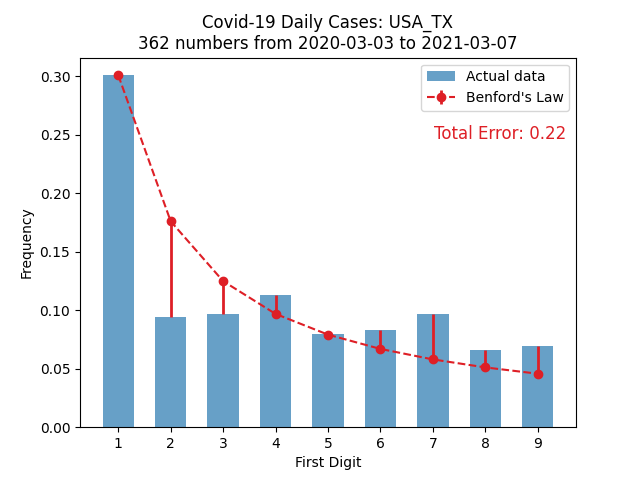 Covid-19 Daily Cases: USA_TX
362 numbers from 2020-03-03 to 2021-03-07
Actual data
Benford's Law
Total Error: 0.22
Frequency
0.30
0.25
0.20
0.15
0.10
0.05
0.00
1 2 3 4 5 6 7 8 9
First Digit